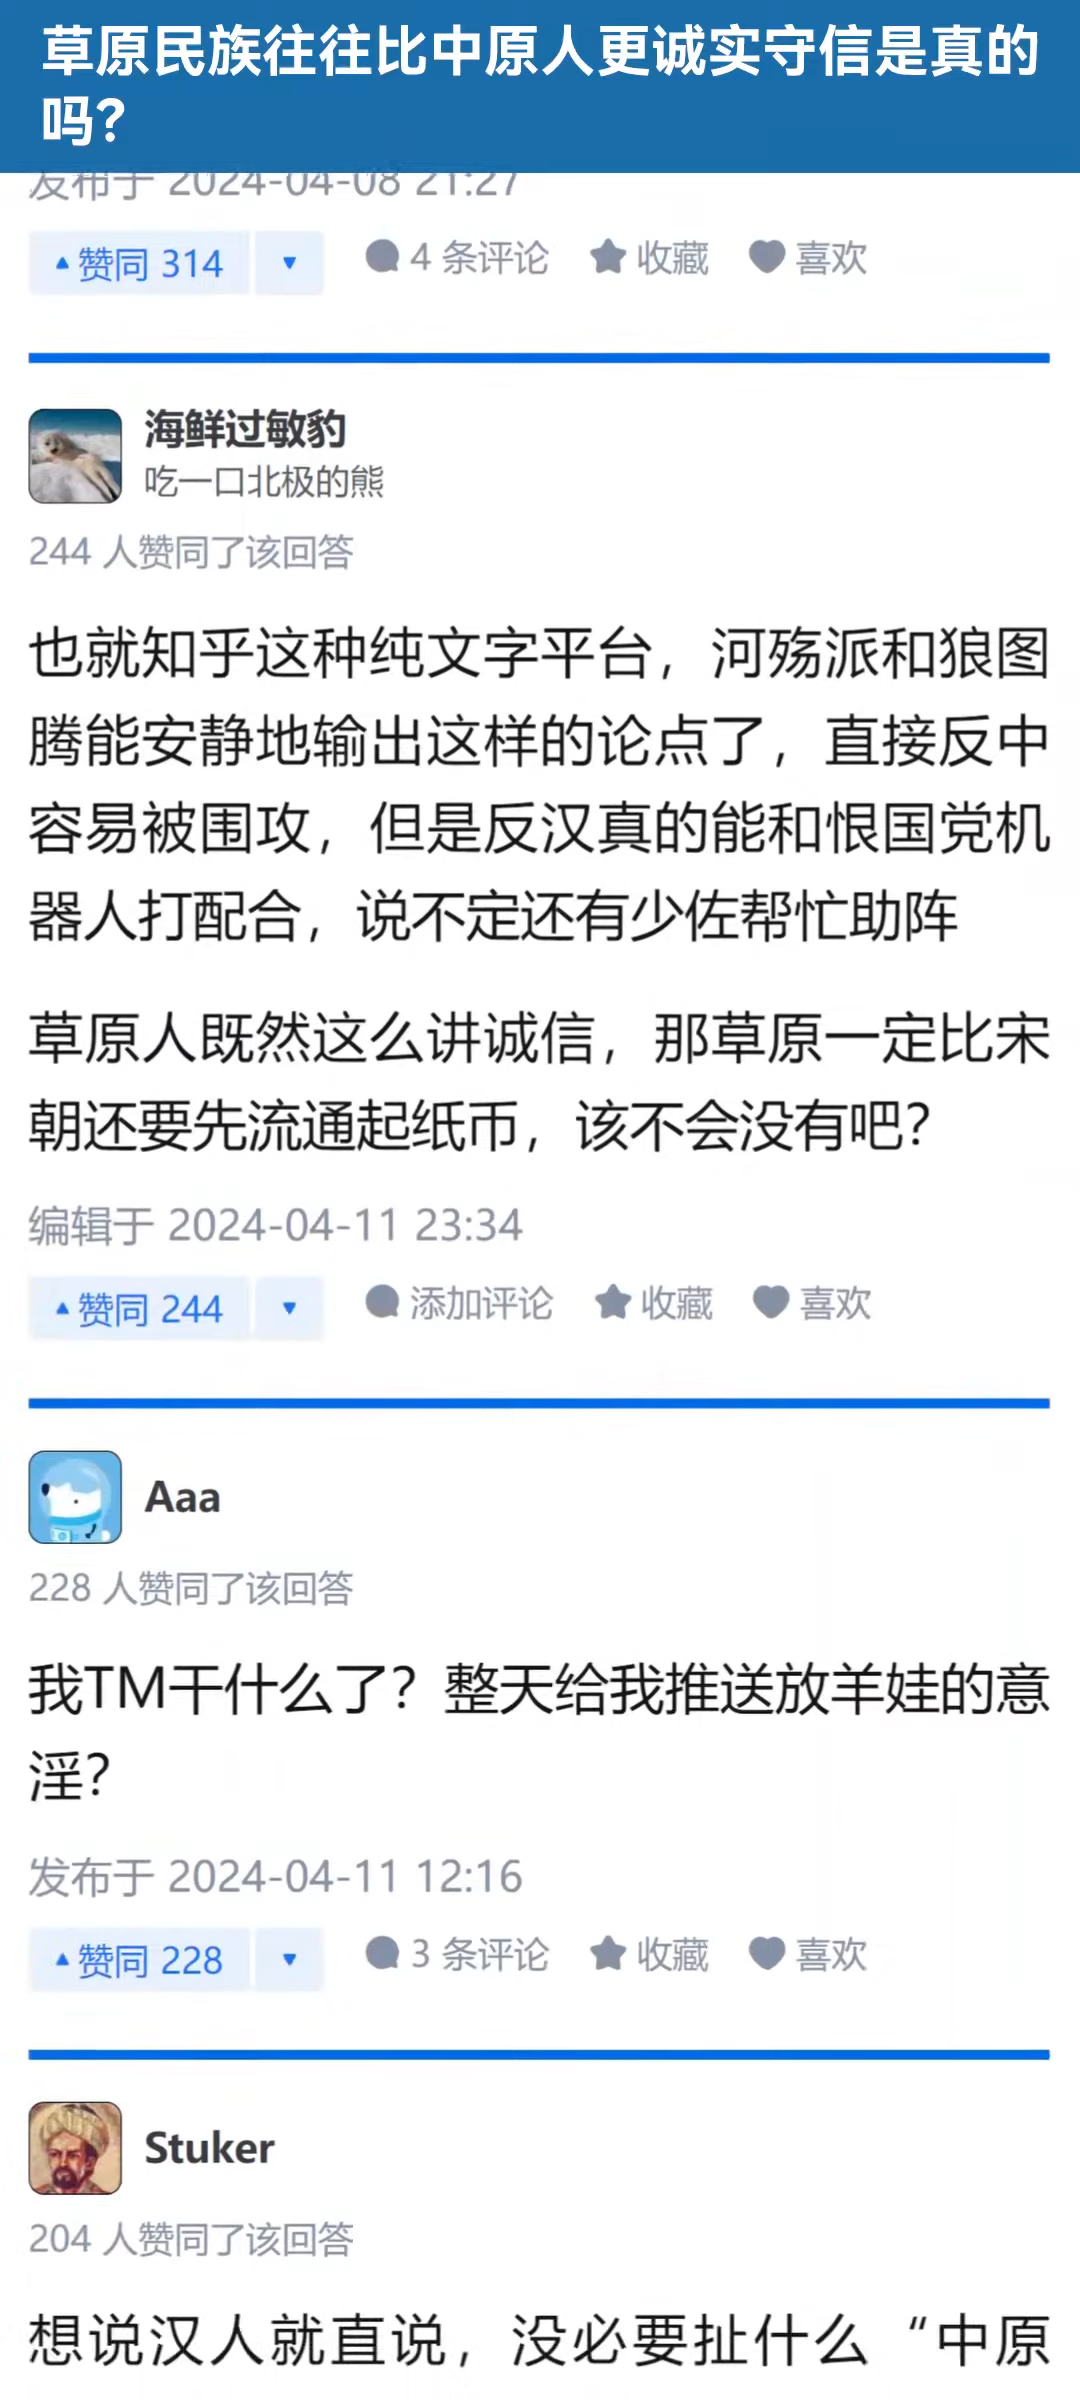 草原民族往往比中原人更诚实守信是真的
吗？
发布于 2024-04-08 21:27
赞同 314
4 条评论
收藏
喜欢
海鲜过敏豹
吃一口北极的熊
244 人赞同了该回答
也就知乎这种纯文字平台，河殇派和狼图
腾能安静地输出这样的论点了，直接反中
容易被围攻，但是反汉真的能和恨国党机
器人打配合，说不定还有少佐帮忙助阵
草原人既然这么讲诚信，那草原一定比宋
朝还要先流通起纸币，该不会没有吧？
编辑于 2024-04-11 23:34
赞同 244
添加评论
收藏
喜欢
Aaa
228 人赞同了该回答
我TM干什么了？整天给我推送放羊娃的意
淫？
发布于 2024-04-11 12:16
赞同 228
3 条评论
收藏
喜欢
Stuker
204 人赞同了该回答
想说汉人就直说，没必要扯什么“中原